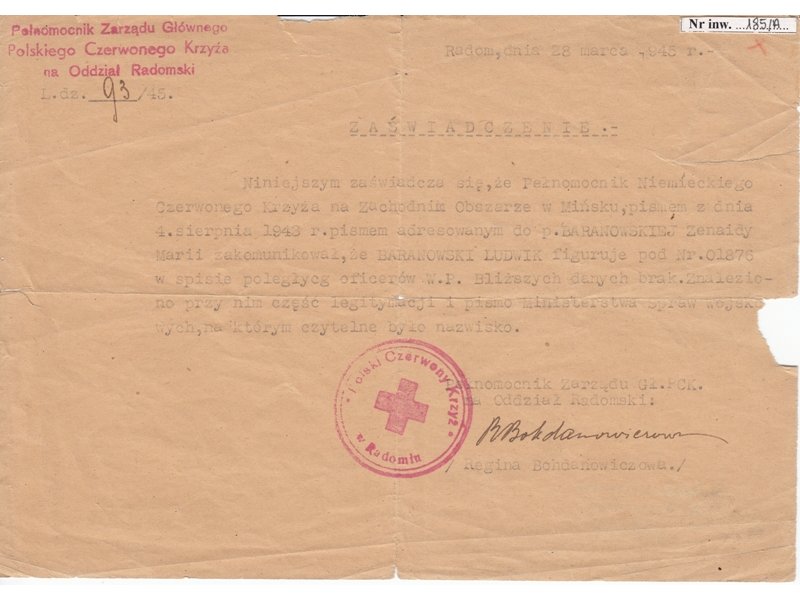 Pełnomocnik Zarządu Głównego
Polskiego Czerwonego Krzyża
na Oddział Radomski
L.dz. 93 /45.
Nr inw. ...185/A...
Radom, dnia 28 marca 1945 r.-
ZAŚWIADCZENIE.-
Niniejszym zaświadcza się, że Pełnomocnik Niemieckiego
Czerwonego Krzyża na Zachodnim Obszarze w Mińsku, pismem z dnia
4.sierpnia 1943 r.pismem adresowanym do p.BARANOWSKIEJ Zenaidy
Marii zakomunikował, że BARANOWSKI LUDWIK figuruje pod Nr.01876
w spisie poległycg oficerów W.P. Bliższych danych brak.Znalezio-
no przy nim część legitymacji i pismo Ministerstwa Spraw Wojsko
wych, na którym czytelne było nazwisko.
Pełnomocnik Zarządu Gł.PCK.
na Oddział Radomski:
RBohdanowiczowa
/Regina Bohdanowiczowa./
Polski Czerwony Krzyż
w Radomiu